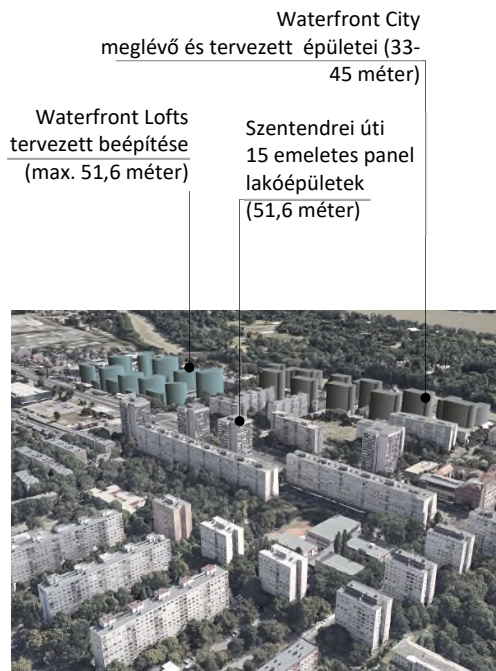 Waterfront City
meglévő és tervezett épületei (33-
45 méter)
Waterfront Lofts
tervezett beépítése
(max. 51,6 méter)
Szentendrei úti
15 emeletes panel
lakóépületek
(51,6 méter)